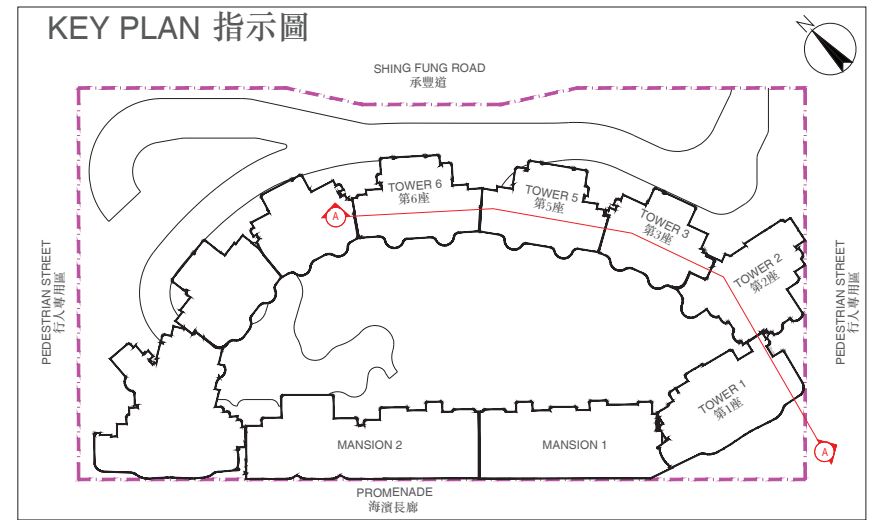 KEY PLAN 指示圖
N
SHING FUNG ROAD
承豐道
TOWER 6
第6座
TOWER 5
第5座
TOWER 3
第3座
TOWER 2
第2座
TOWER 1
第1座
A
A
MANSION 2
MANSION 1
PEDESTRIAN STREET
行人專用區
PEDESTRIAN STREET
行人專用區
PROMENADE
海濱長廊